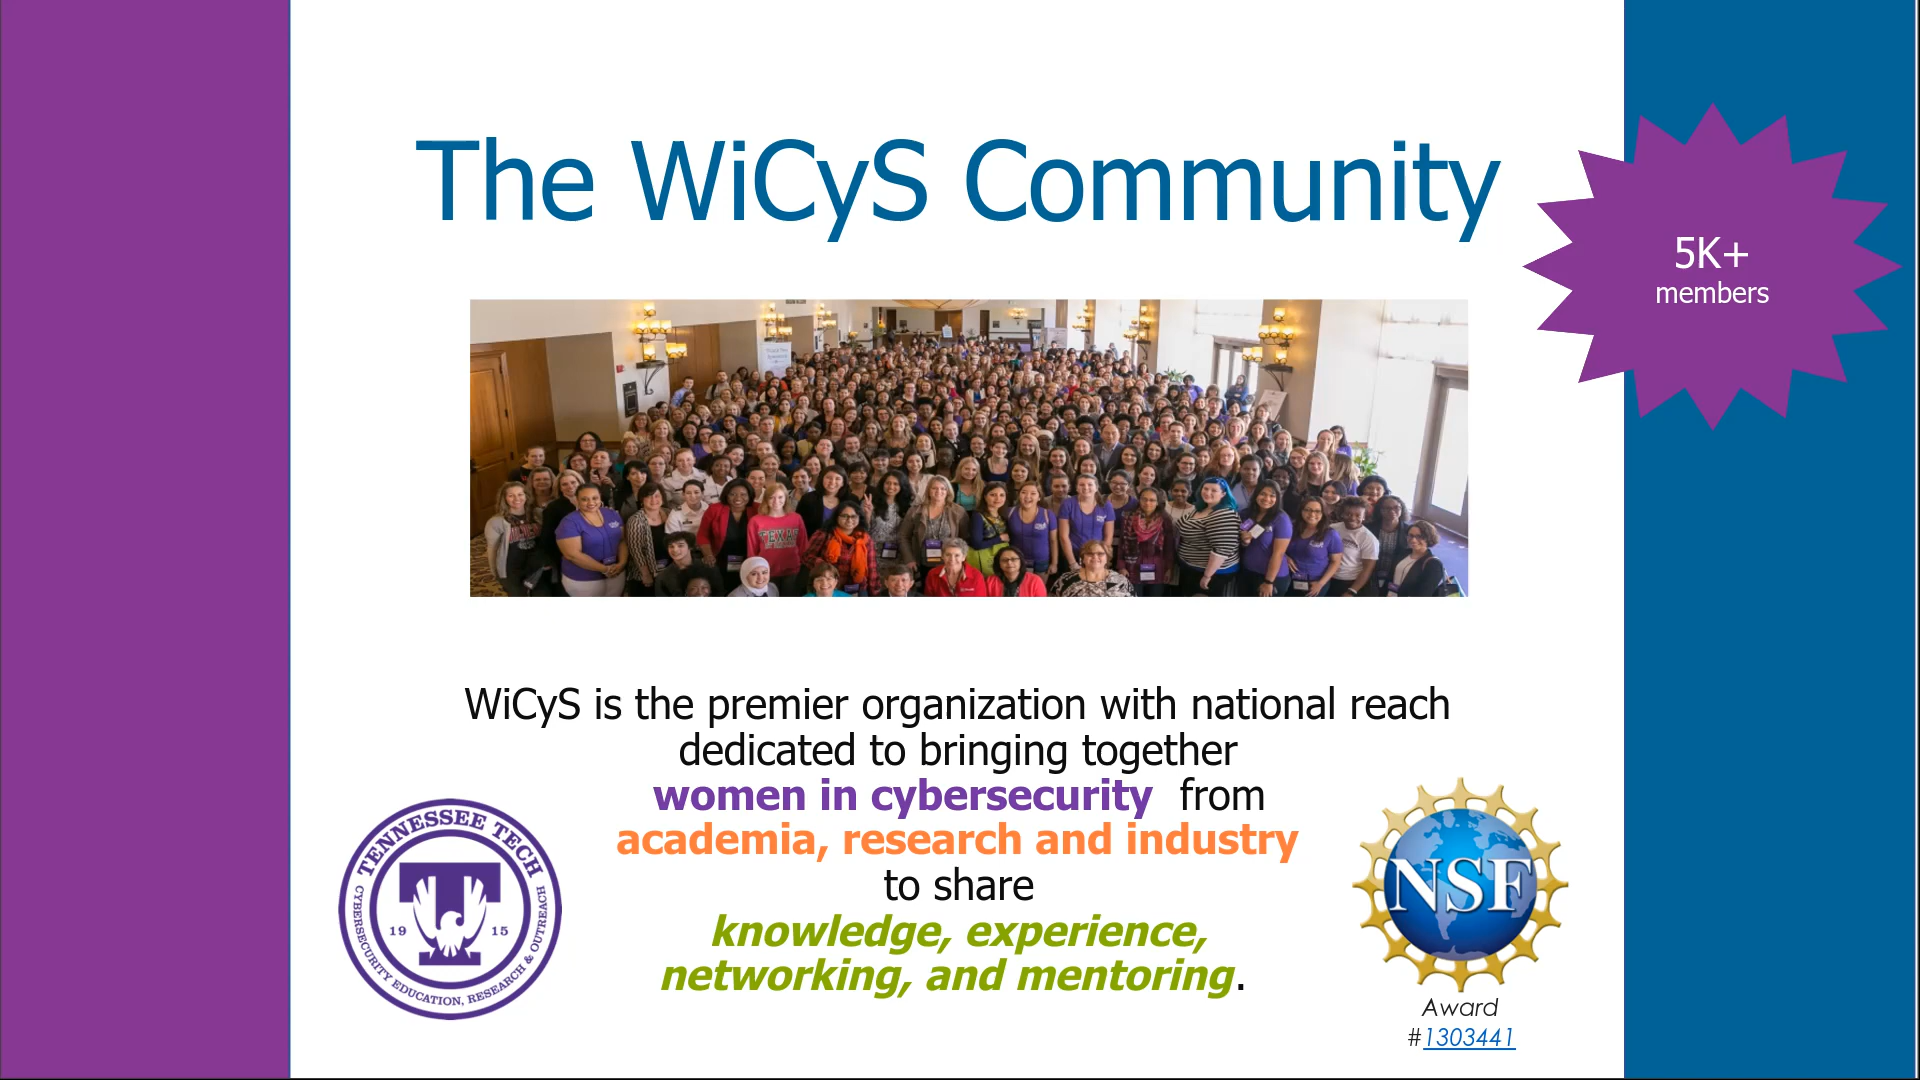 The WiCyS Community
5K+
members
TEXAS
WiCyS is the premier organization with national reach
dedicated to bringing together
women in cybersecurity from
academia, research and industry
to share
knowledge, experience,
networking, and mentoring.
TENNESSEE TECH
19 15
CYBERSECURITY EDUCATION, RESEARCH & OUTREACH
NSF
Award
#1303441